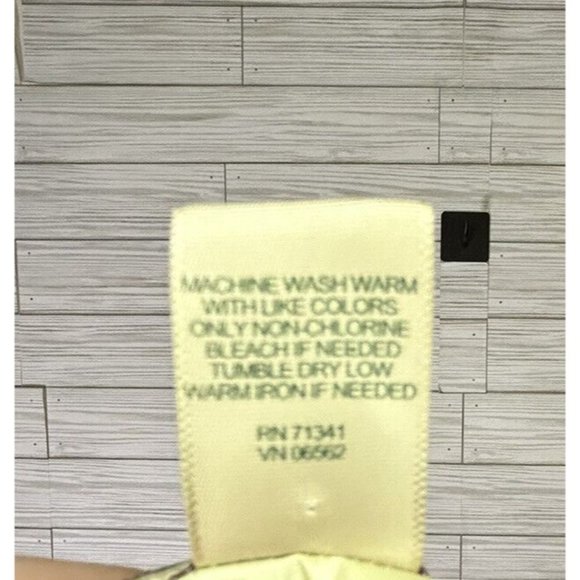 MACHINE WASH WARM
WITH LIKE COLORS
ONLY NON-CHLORINE
BLEACH IF NEEDED
TUMBLE DRY LOW
WARM IRON IF NEEDED
RN 71341
VN 06562